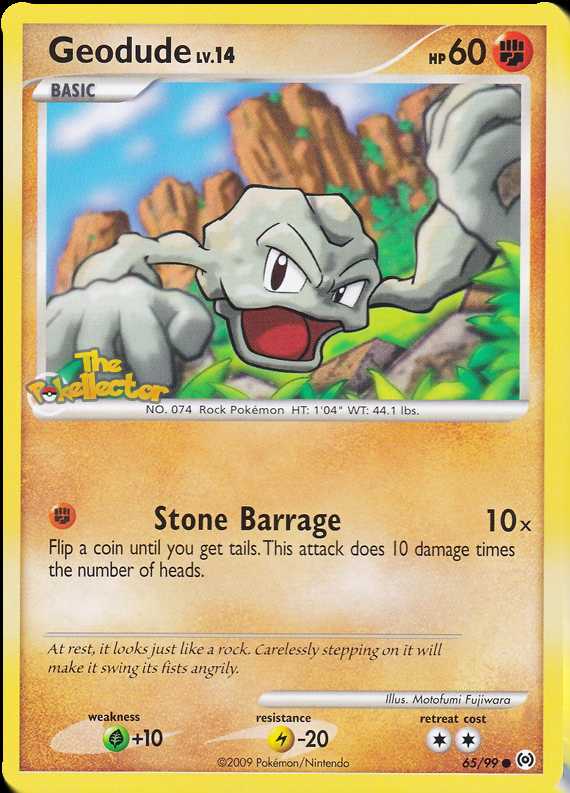 Geodude LV.14 HP 60
BASIC
The
Pokellector
NO. 074 Rock Pokémon HT: 1'04" WT: 44.1 lbs.
Stone Barrage 10x
Flip a coin until you get tails. This attack does 10 damage times
the number of heads.
At rest, it looks just like a rock. Carelessly stepping on it will
make it swing its fists angrily.
Illus. Motofumi Fujiwara
weakness resistance retreat cost
+10 -20
©2009 Pokémon/Nintendo 65/99